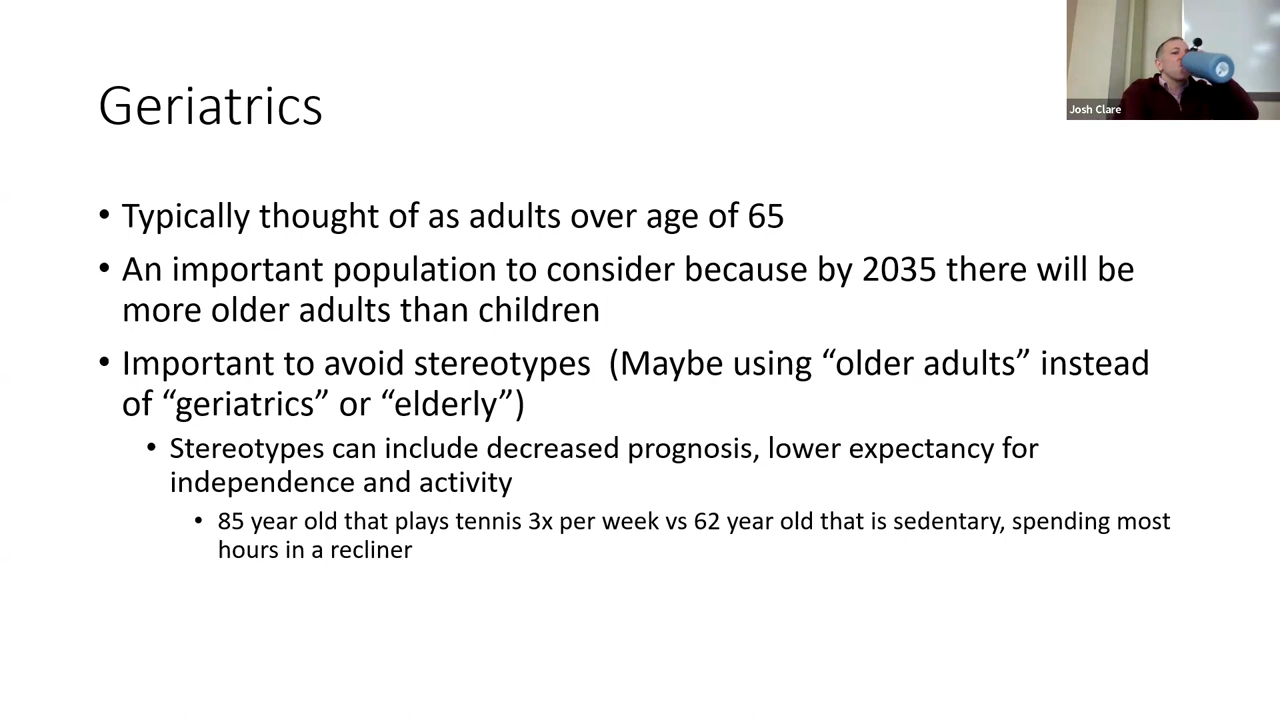 Geriatrics
Josh Clare
• Typically thought of as adults over age of 65
• An important population to consider because by 2035 there will be
more older adults than children
• Important to avoid stereotypes  (Maybe using “older adults” instead
of “geriatrics” or “elderly”)
• Stereotypes can include decreased prognosis, lower expectancy for
independence and activity
• 85 year old that plays tennis 3x per week vs 62 year old that is sedentary, spending most
hours in a recliner